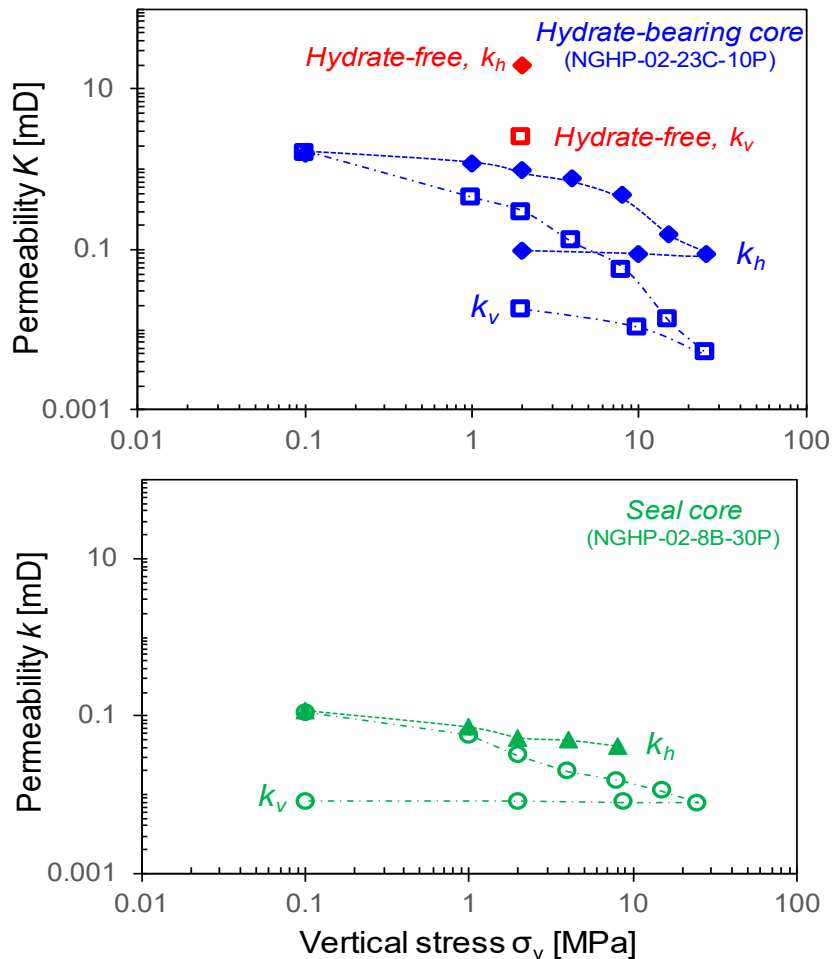 Hydrate-bearing core
(NGHP-02-23C-10P)
Hydrate-free, kh
Hydrate-free, kv
kh
kv
Permeability K [mD]
10
0.1
0.001
0.01
0.1
1
10
100
Seal core
(NGHP-02-8B-30P)
kh
kv
Permeability k [mD]
10
0.1
0.001
0.01
0.1
1
10
100
Vertical stress σv [MPa]